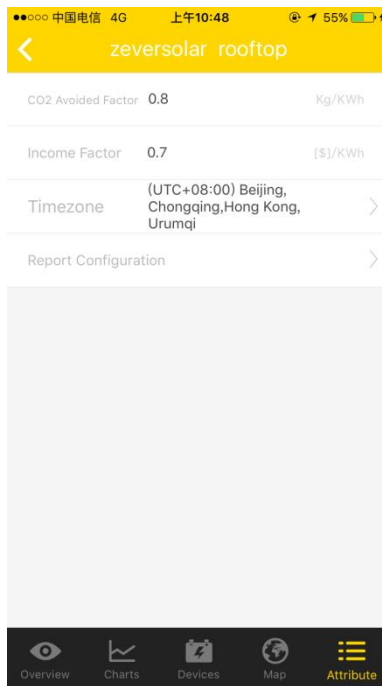 中国电信 4G 上午10:48 55%
zeversolar rooftop
CO2 Avoided Factor 0.8 Kg/KWh
Income Factor 0.7 [$]/KWh
(UTC+08:00) Beijing,
Timezone Chongqing,Hong Kong,
Urumqi
Report Configuration
Overview Charts Devices Map Attribute